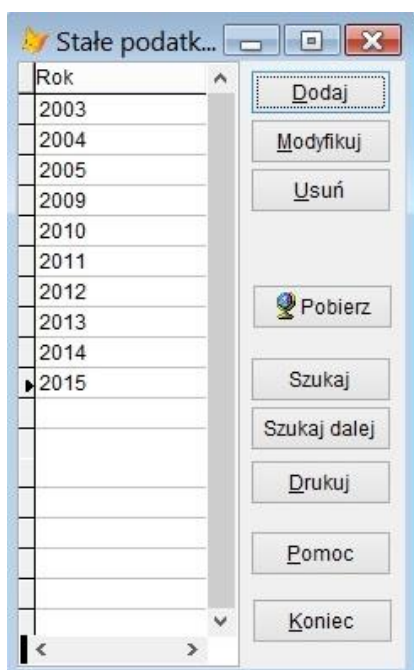 Stałe podatk...
Rok
2003
2004
2005
2009
2010
2011
2012
2013
2014
2015
Dodaj
Modyfikuj
Usuń
Pobierz
Szukaj
Szukaj dalej
Drukuj
Pomoc
Koniec